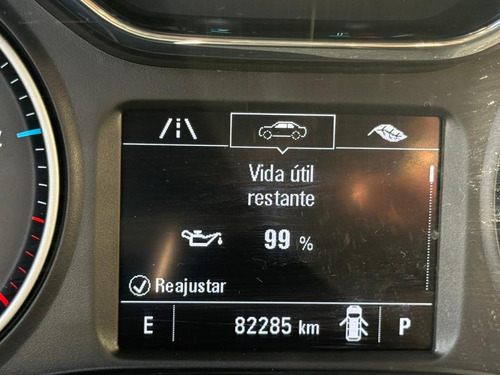 Vida útil
restante
99 %
Reajustar
E 82285 km P